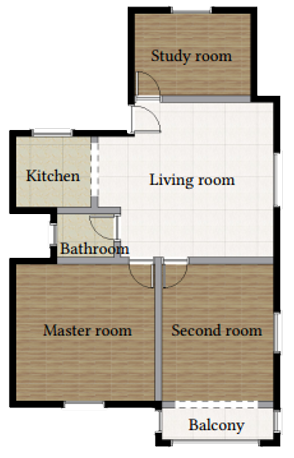 Study room
Kitchen
Living room
Bathroom
Master room
Second room
Balcony